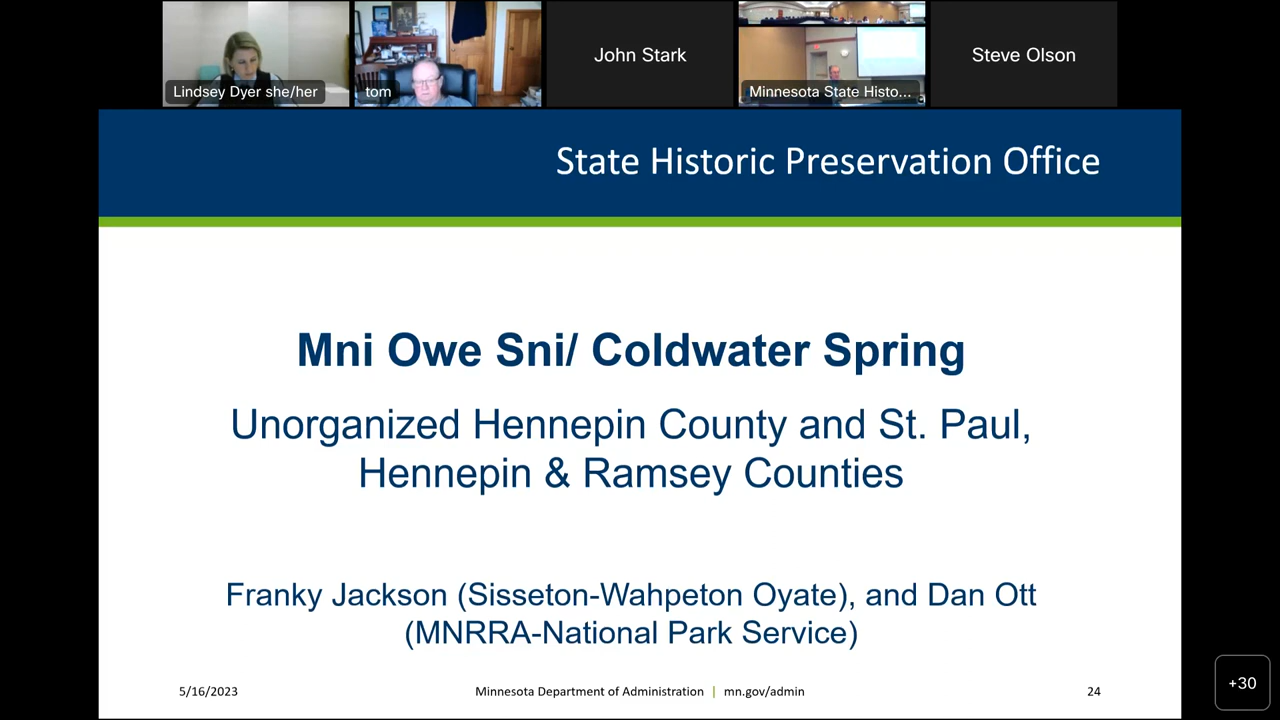 Lindsey Dyer she/her
tom
John Stark
Minnesota State Histo...
Steve Olson
State Historic Preservation Office
Mni Owe Sni/ Coldwater Spring
Unorganized Hennepin County and St. Paul,
Hennepin & Ramsey Counties
Franky Jackson (Sisseton-Wahpeton Oyate), and Dan Ott
(MNRRA-National Park Service)
5/16/2023
Minnesota Department of Administration | mn.gov/admin
24
+30